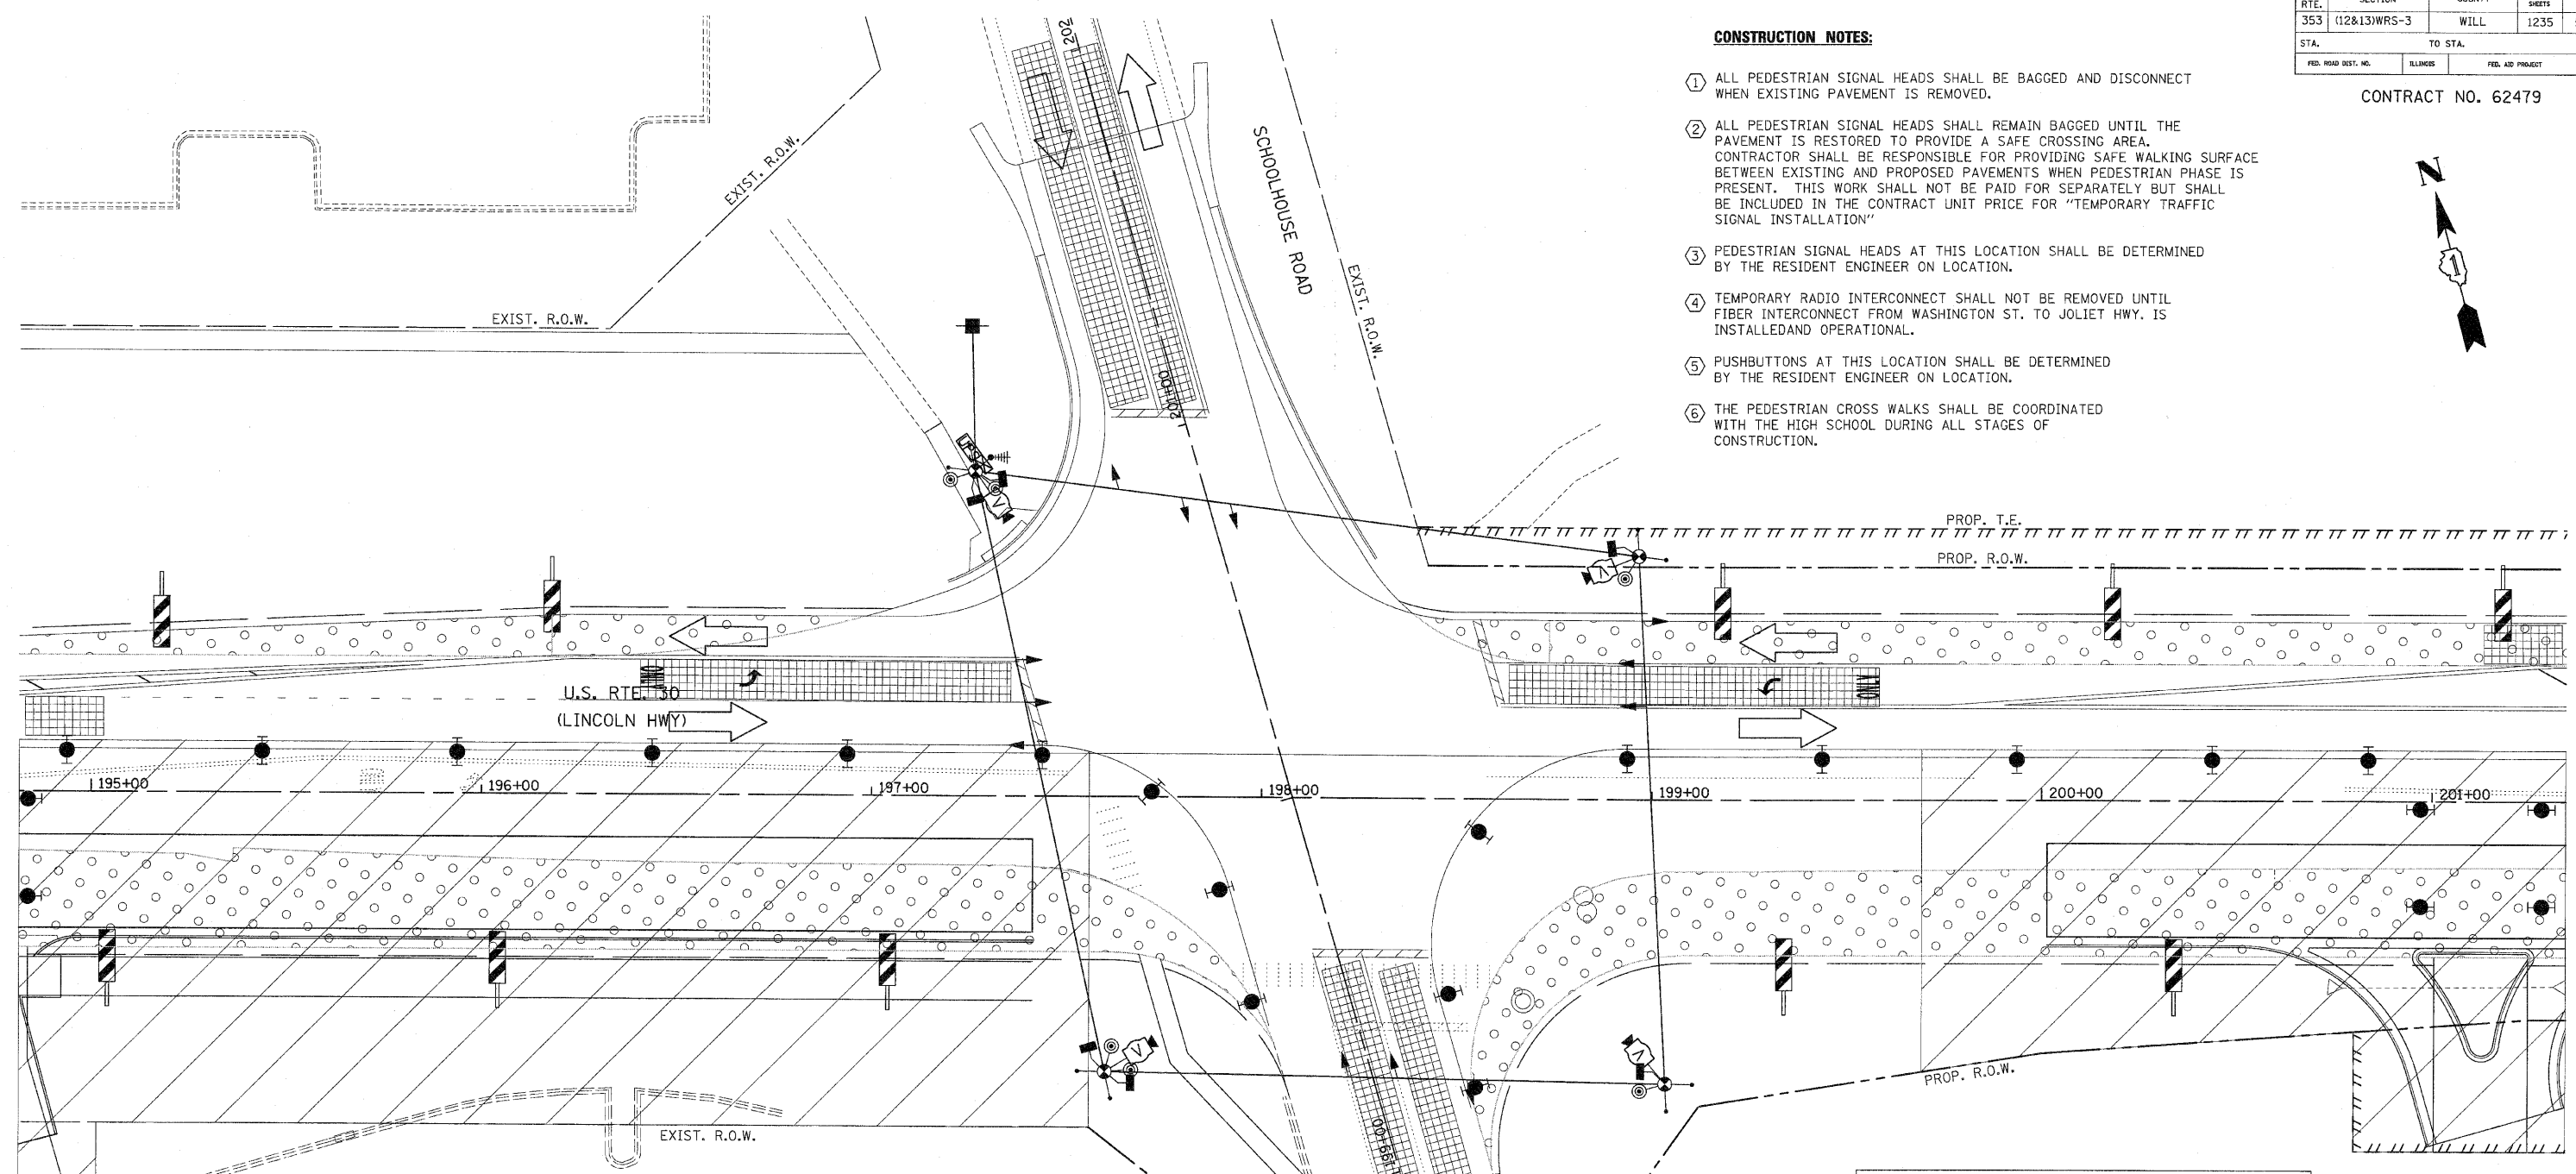 RTE. SECTION COUNTY SHEETS
353 (12&13)WRS-3 WILL 1235
STA. TO STA.
FED. ROAD DIST. NO. ILLINOIS FED. AID PROJECT
CONTRACT NO. 62479
CONSTRUCTION NOTES:
1 ALL PEDESTRIAN SIGNAL HEADS SHALL BE BAGGED AND DISCONNECT
WHEN EXISTING PAVEMENT IS REMOVED.
2 ALL PEDESTRIAN SIGNAL HEADS SHALL REMAIN BAGGED UNTIL THE
PAVEMENT IS RESTORED TO PROVIDE A SAFE CROSSING AREA.
CONTRACTOR SHALL BE RESPONSIBLE FOR PROVIDING SAFE WALKING SURFACE
BETWEEN EXISTING AND PROPOSED PAVEMENTS WHEN PEDESTRIAN PHASE IS
PRESENT. THIS WORK SHALL NOT BE PAID FOR SEPARATELY BUT SHALL
BE INCLUDED IN THE CONTRACT UNIT PRICE FOR "TEMPORARY TRAFFIC
SIGNAL INSTALLATION"
3 PEDESTRIAN SIGNAL HEADS AT THIS LOCATION SHALL BE DETERMINED
BY THE RESIDENT ENGINEER ON LOCATION.
4 TEMPORARY RADIO INTERCONNECT SHALL NOT BE REMOVED UNTIL
FIBER INTERCONNECT FROM WASHINGTON ST. TO JOLIET HWY. IS
INSTALLEDAND OPERATIONAL.
5 PUSHBUTTONS AT THIS LOCATION SHALL BE DETERMINED
BY THE RESIDENT ENGINEER ON LOCATION.
6 THE PEDESTRIAN CROSS WALKS SHALL BE COORDINATED
WITH THE HIGH SCHOOL DURING ALL STAGES OF
CONSTRUCTION.
N
1
202
EXIST. R.O.W.
SCHOOLHOUSE ROAD
EXIST. R.O.W.
EXIST. R.O.W.
201+00
PROP. T.E.
PROP. R.O.W.
V
V
ONLY
U.S. RTE. 30
(LINCOLN HWY)
ONLY
195+00
196+00
197+00
198+00
199+00
200+00
201+00
V
V
PROP. R.O.W.
EXIST. R.O.W.
199+00